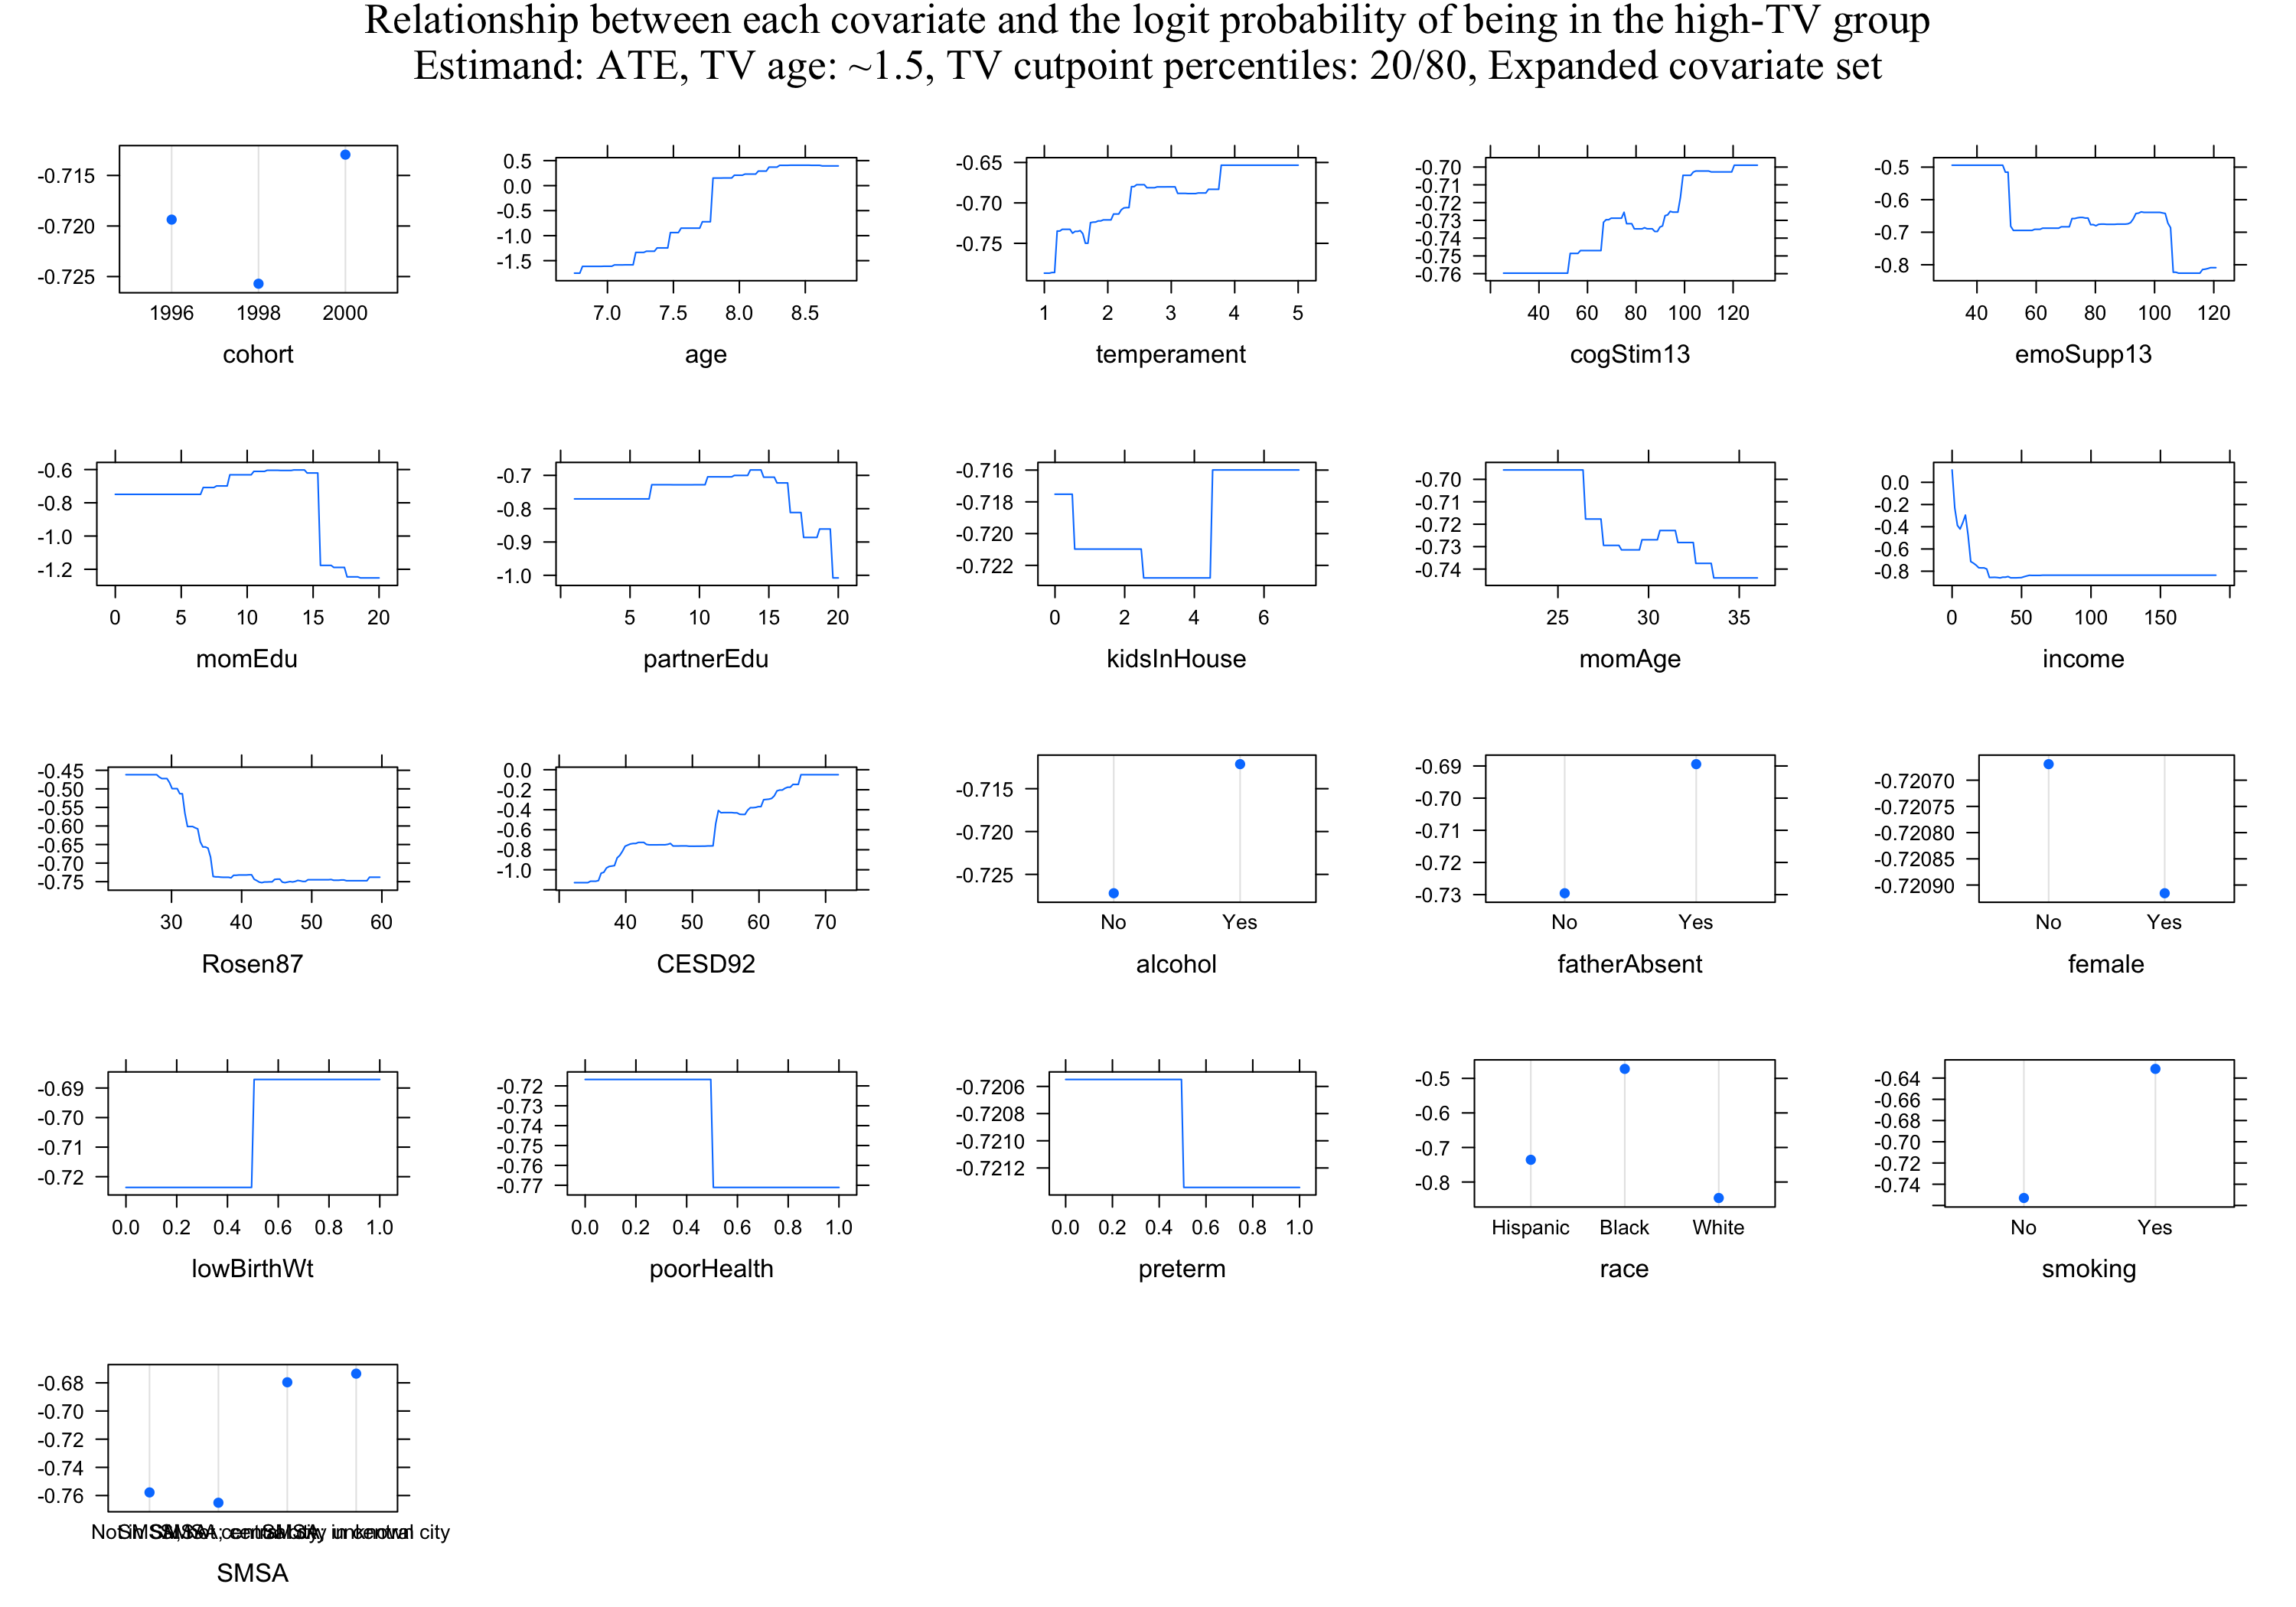 Relationship between each covariate and the logit probability of being in the high-TV group
Estimand: ATE, TV age: ~1.5, TV cutpoint percentiles: 20/80, Expanded covariate set
-0.715
-0.720
-0.725
1996 1998 2000
cohort
0.5
0.0
-0.5
-1.0
-1.5
7.0 7.5 8.0 8.5
age
-0.65
-0.70
-0.75
1 2 3 4 5
temperament
-0.70
-0.71
-0.72
-0.73
-0.74
-0.75
-0.76
40 60 80 100 120
cogStim13
-0.5
-0.6
-0.7
-0.8
40 60 80 100 120
emoSupp13
-0.6
-0.8
-1.0
-1.2
0 5 10 15 20
momEdu
-0.7
-0.8
-0.9
-1.0
5 10 15 20
partnerEdu
-0.716
-0.718
-0.720
-0.722
0 2 4 6
kidsInHouse
-0.70
-0.71
-0.72
-0.73
-0.74
25 30 35
momAge
0.0
-0.2
-0.4
-0.6
-0.8
0 50 100 150
income
-0.45
-0.50
-0.55
-0.60
-0.65
-0.70
-0.75
30 40 50 60
Rosen87
0.0
-0.2
-0.4
-0.6
-0.8
-1.0
40 50 60 70
CESD92
-0.715
-0.720
-0.725
No Yes
alcohol
-0.69
-0.70
-0.71
-0.72
-0.73
No Yes
fatherAbsent
-0.72070
-0.72075
-0.72080
-0.72085
-0.72090
No Yes
female
-0.69
-0.70
-0.71
-0.72
0.0 0.2 0.4 0.6 0.8 1.0
lowBirthWt
-0.72
-0.73
-0.74
-0.75
-0.76
-0.77
0.0 0.2 0.4 0.6 0.8 1.0
poorHealth
-0.7206
-0.7208
-0.7210
-0.7212
0.0 0.2 0.4 0.6 0.8 1.0
preterm
-0.5
-0.6
-0.7
-0.8
Hispanic Black White
race
-0.64
-0.66
-0.68
-0.70
-0.72
-0.74
No Yes
smoking
-0.68
-0.70
-0.72
-0.74
-0.76
SMSA